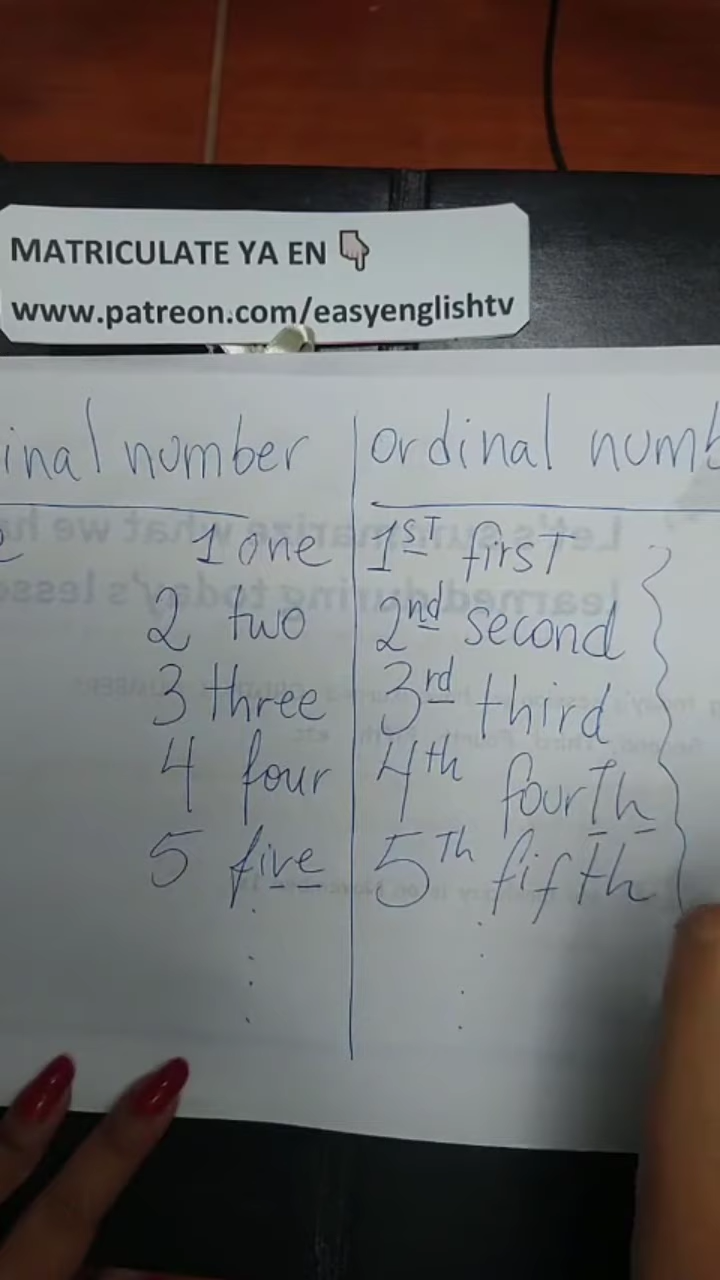 MATRICULATE YA EN 👇
www.patreon.com/easyenglishtv
inal number | ordinal numb
e 1 one | 1ST first
2 two | 2nd second
3 three | 3rd third
4 four | 4th fourth
5 five | 5Th fifth